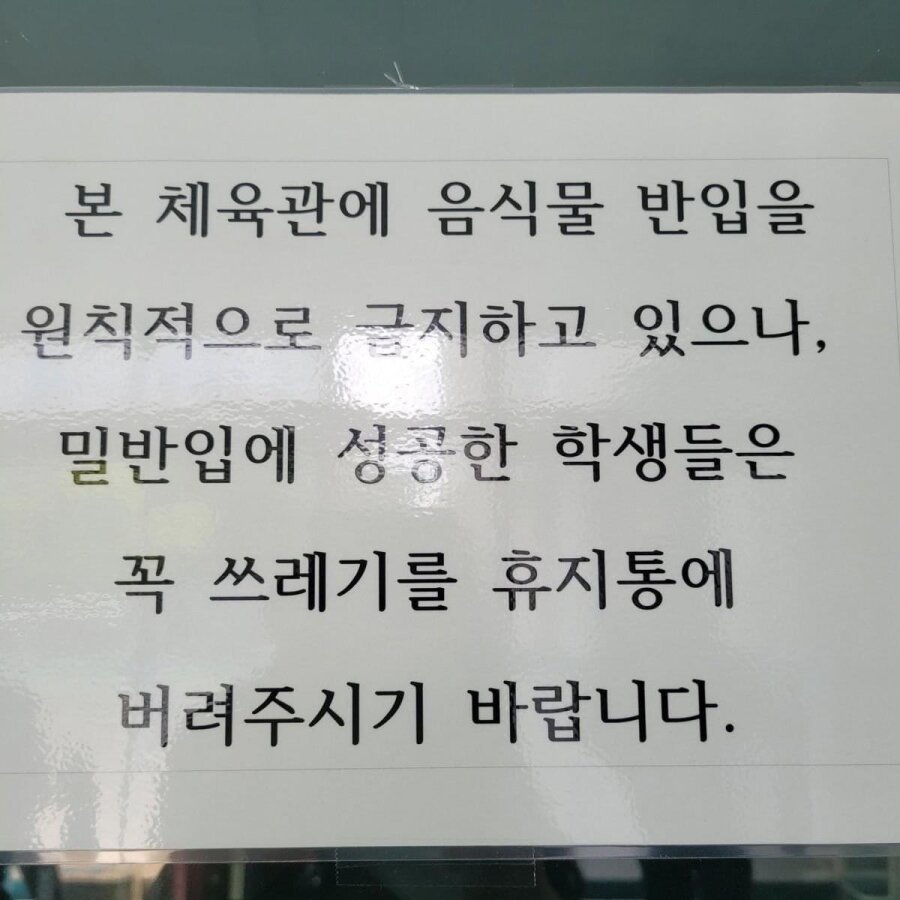 본 체육관에 음식물 반입을
원칙적으로 금지하고 있으나,
밀반입에 성공한 학생들은
꼭 쓰레기를 휴지통에
버려주시기 바랍니다.